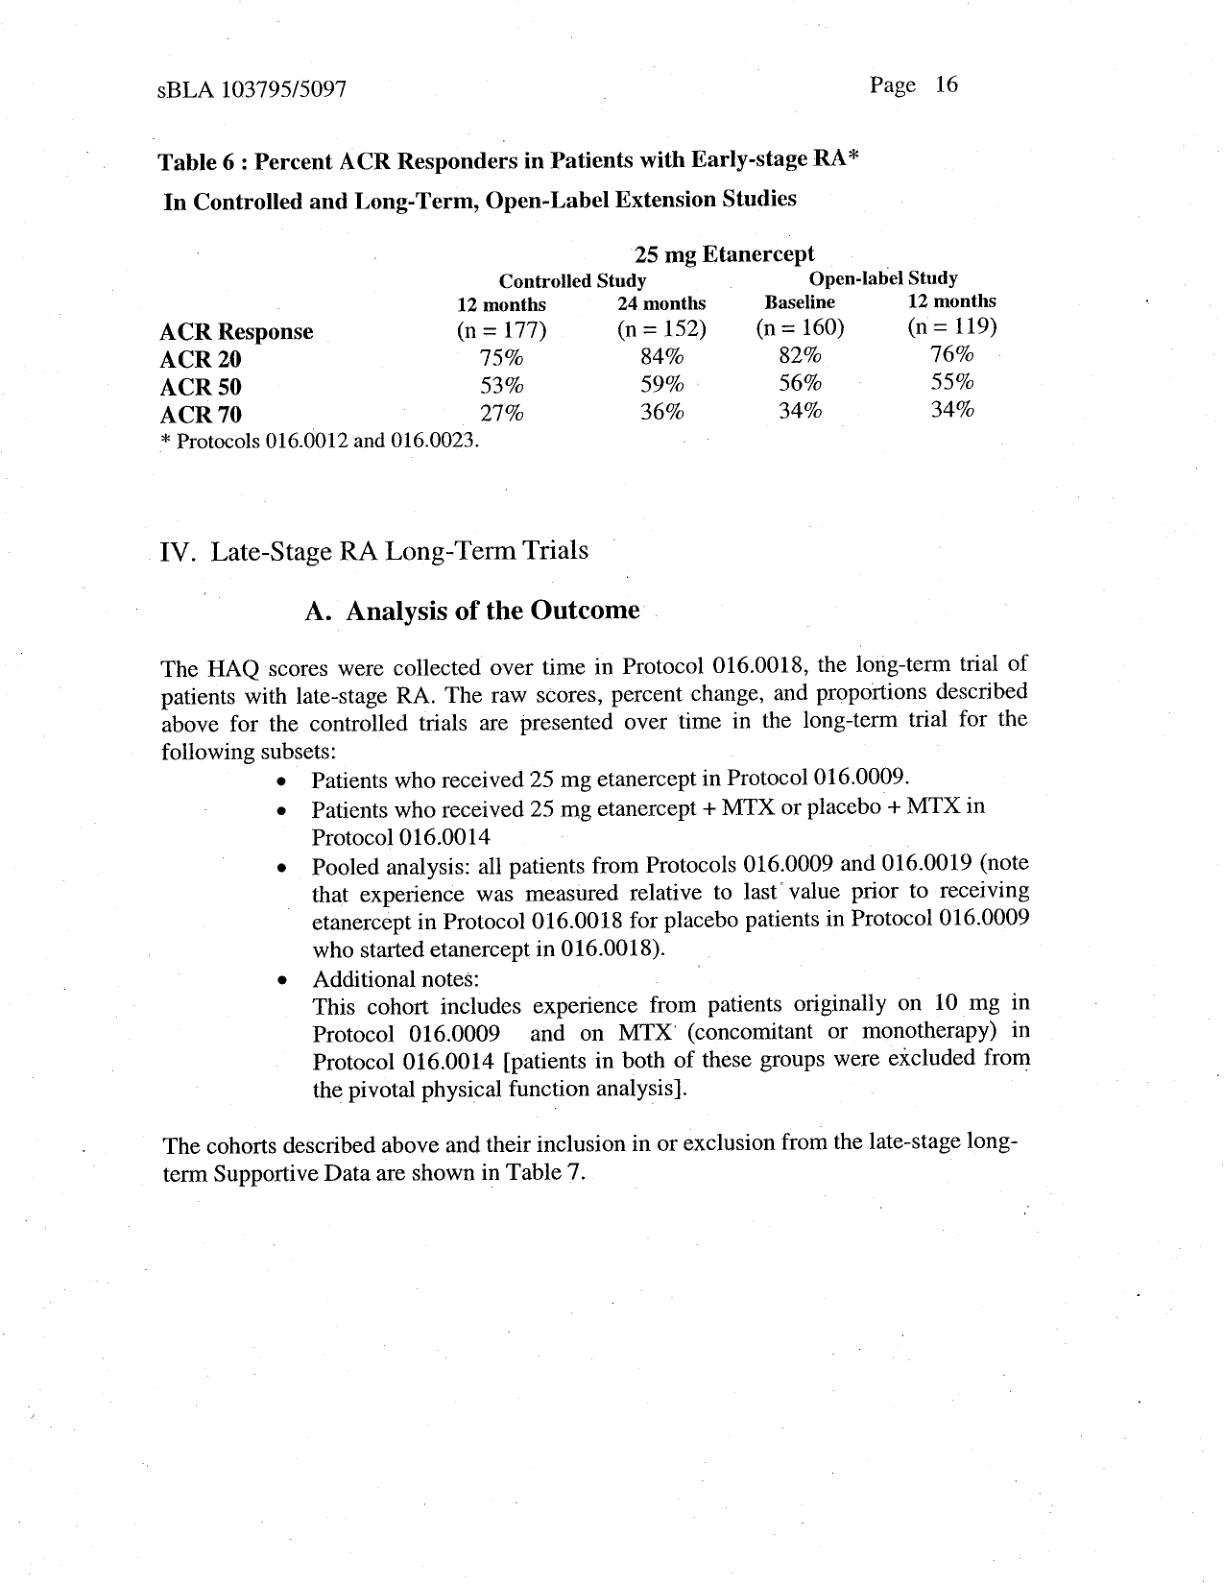 sBLA 103795/5097 Page 16
Table 6 : Percent ACR Responders in Patients with Early-stage RA*
In Controlled and Long-Term, Open-Label Extension Studies
25 mg Etanercept
Controlled Study Open-label Study
12 months 24 months Baseline 12 months
ACR Response (n = 177) (n = 152) (n = 160) (n = 119)
ACR 20 75% 84% 82% 76%
ACR 50 53% 59% 56% 55%
ACR 70 27% 36% 34% 34%
* Protocols 016.0012 and 016.0023.
IV. Late-Stage RA Long-Term Trials
A. Analysis of the Outcome
The HAQ scores were collected over time in Protocol 016.0018, the long-term trial of
patients with late-stage RA. The raw scores, percent change, and proportions described
above for the controlled trials are presented over time in the long-term trial for the
following subsets:
• Patients who received 25 mg etanercept in Protocol 016.0009.
• Patients who received 25 mg etanercept + MTX or placebo + MTX in
Protocol 016.0014
• Pooled analysis: all patients from Protocols 016.0009 and 016.0019 (note
that experience was measured relative to last value prior to receiving
etanercept in Protocol 016.0018 for placebo patients in Protocol 016.0009
who started etanercept in 016.0018).
• Additional notes:
This cohort includes experience from patients originally on 10 mg in
Protocol 016.0009 and on MTX (concomitant or monotherapy) in
Protocol 016.0014 [patients in both of these groups were excluded from
the pivotal physical function analysis].
The cohorts described above and their inclusion in or exclusion from the late-stage long-
term Supportive Data are shown in Table 7.